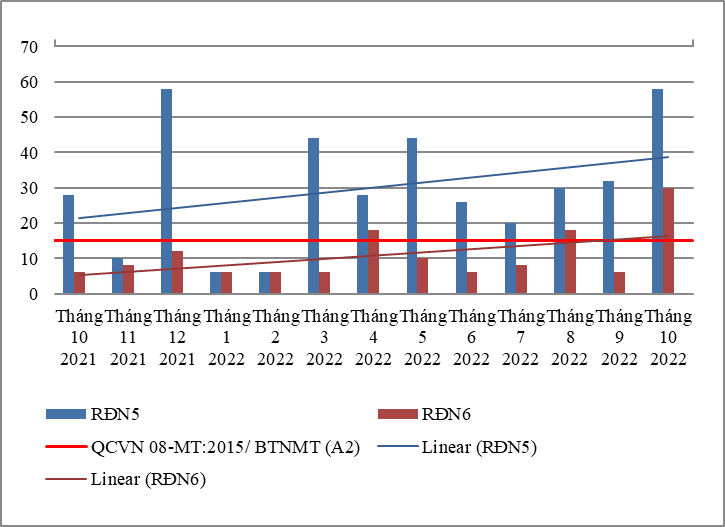 70
60
50
40
30
20
10
0
Tháng Tháng Tháng Tháng Tháng Tháng Tháng Tháng Tháng Tháng Tháng Tháng Tháng
10 11 12 1 2 3 4 5 6 7 8 9 10
2021 2021 2021 2022 2022 2022 2022 2022 2022 2022 2022 2022 2022
RĐN5 RĐN6
QCVN 08-MT:2015/ BTNMT (A2) Linear (RĐN5)
Linear (RĐN6)